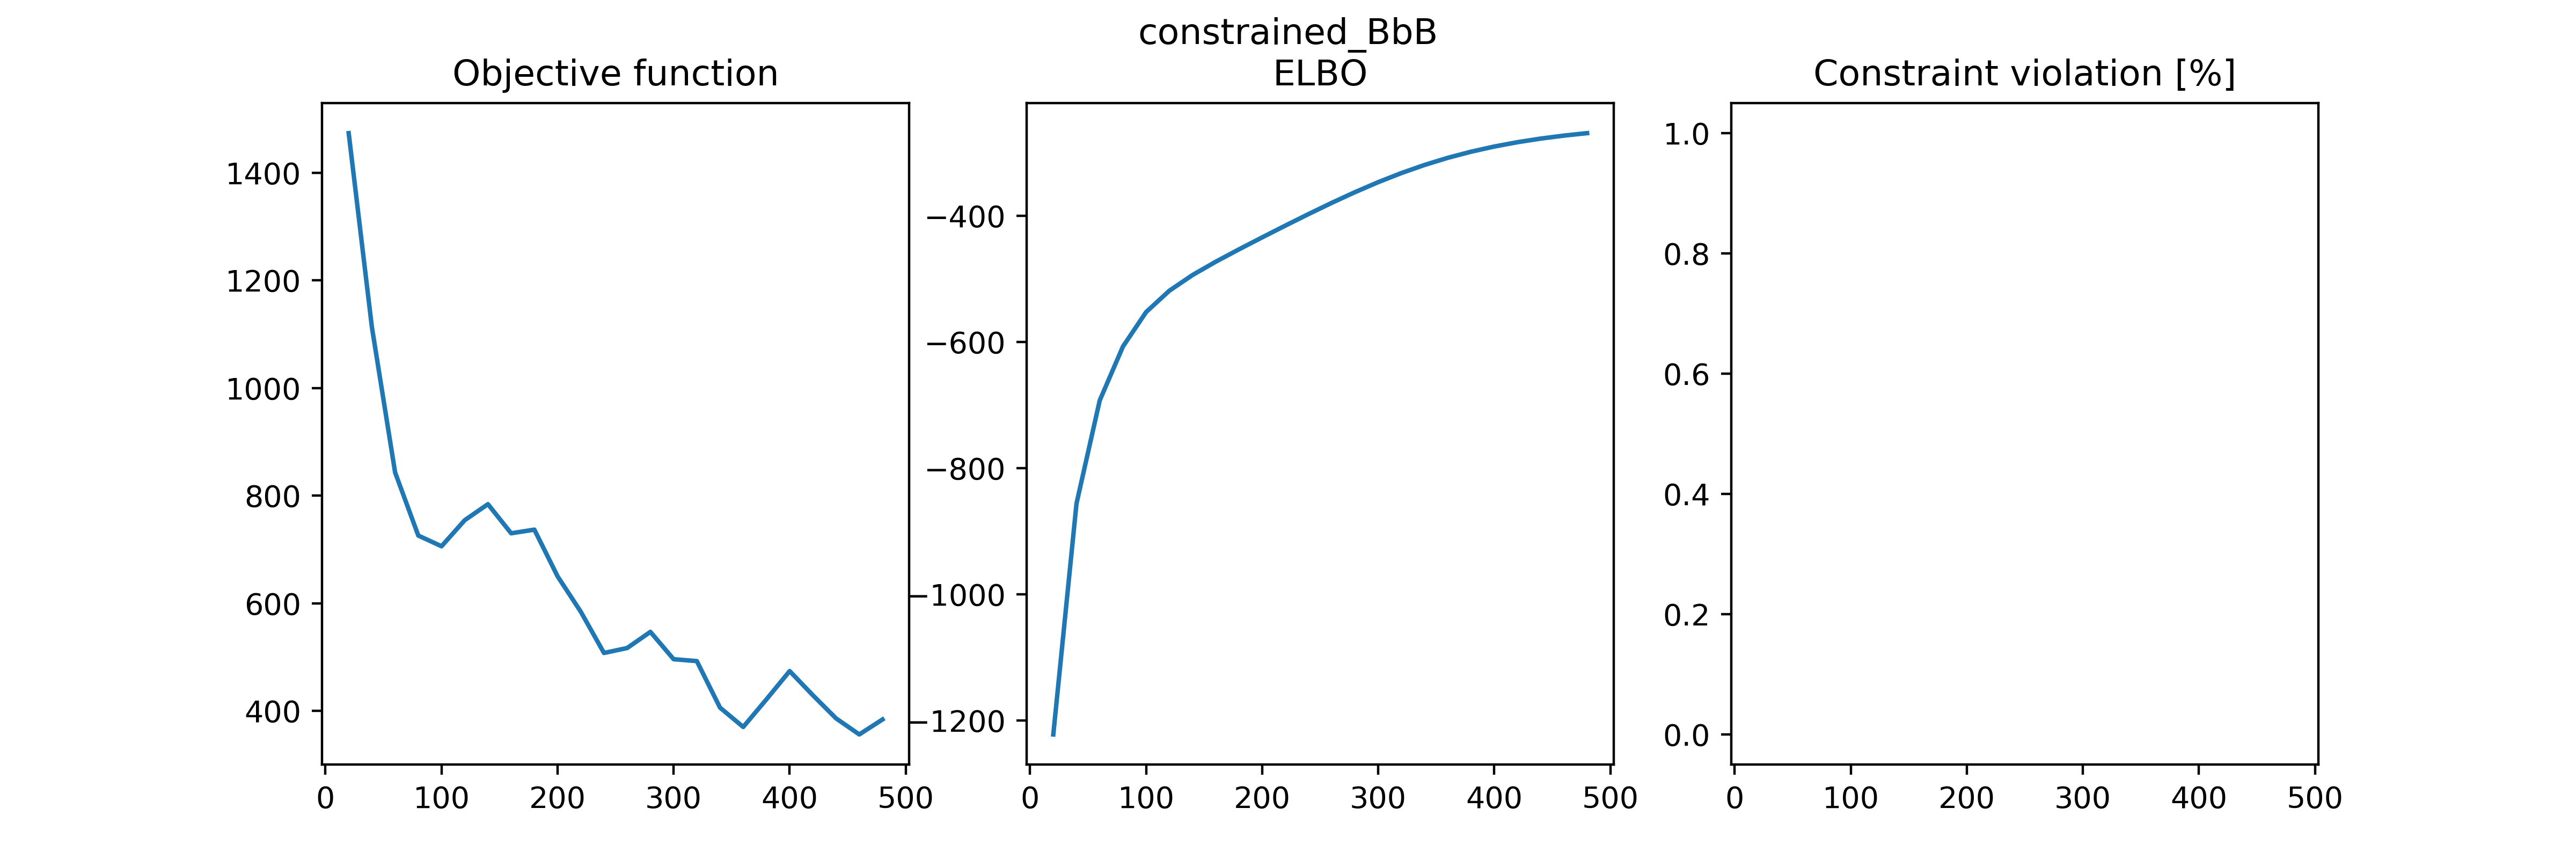 constrained_BbB
Objective function
ELBO
Constraint violation [%]
1400
1200
1000
800
600
400
0 100 200 300 400 500
−400
−600
−800
−1000
−1200
0 100 200 300 400 500
1.0
0.8
0.6
0.4
0.2
0.0
0 100 200 300 400 500